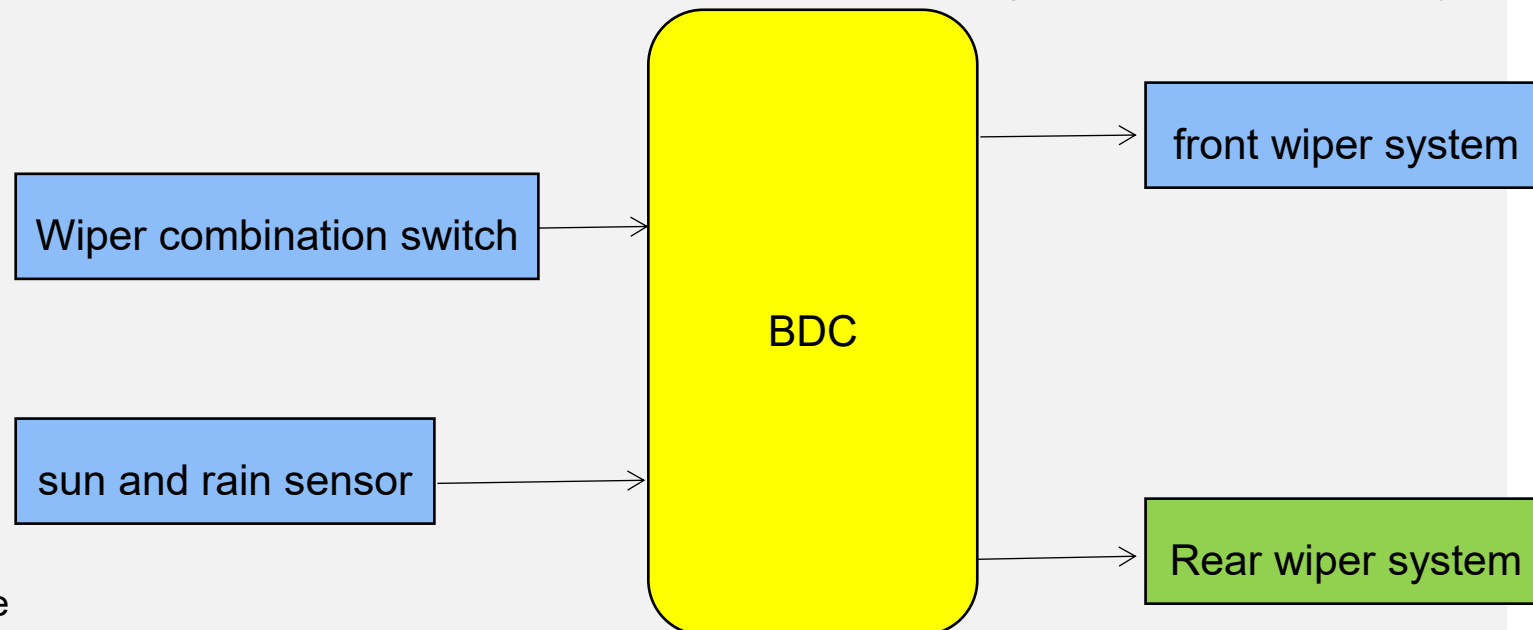 front wiper system
Wiper combination switch
BDC
sun and rain sensor
Rear wiper system
e